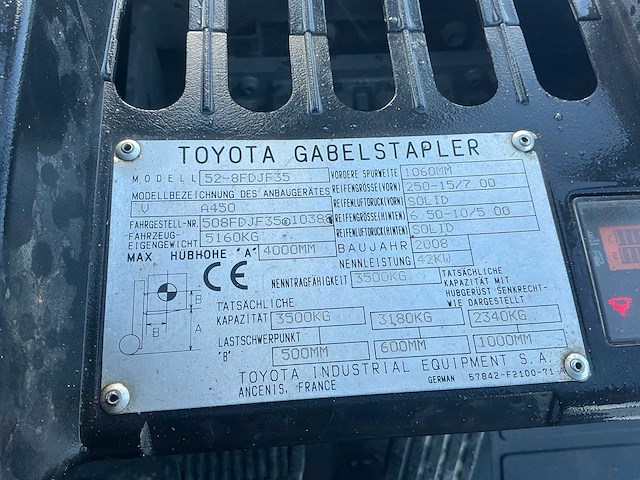 TOYOTA GABELSTAPLER
MODELL 52-8FDJF35 VORDERE SPURWEITE 1060MM
MODELLBEZEICHNUNG DES ANBAUGERÄTES REIFENGRÖSSE(VORN) 250-15/7.00
V A450 REIFENLUFTDRUCK(VORN) SOLID
FAHRGESTELL-NR. 508FDJF35 REIFENGRÖSSE(HINTEN) 6.50-10/5.00
FAHRZEUG-EIGENGEWICHT 5160KG REIFENLUFTDRUCK(HINTEN) SOLID
MAX HUBHOHE "A" 4000MM BAUJAHR 2008
NENNLEISTUNG 42KW
CE NENNTRAGFÄHIGKEIT 3500KG
TATSÄCHLICHE KAPAZITÄT MIT HUBGERÜST SENKRECHT- WIE DARGESTELLT
B
B
A
TATSÄCHLICHE
KAPAZITÄT 3500KG 3180KG 2340KG
LASTSCHWERPUNKT
"B" 500MM 600MM 1000MM
TOYOTA INDUSTRIAL EQUIPMENT S.A.
ANCENIS, FRANCE GERMAN 57842-F2100-71